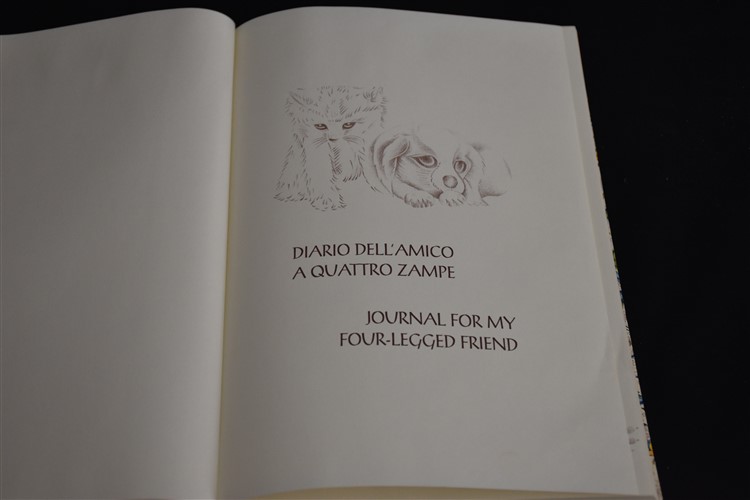 DIARIO DELL'AMICO
A QUATTRO ZAMPE
JOURNAL FOR MY
FOUR-LEGGED FRIEND